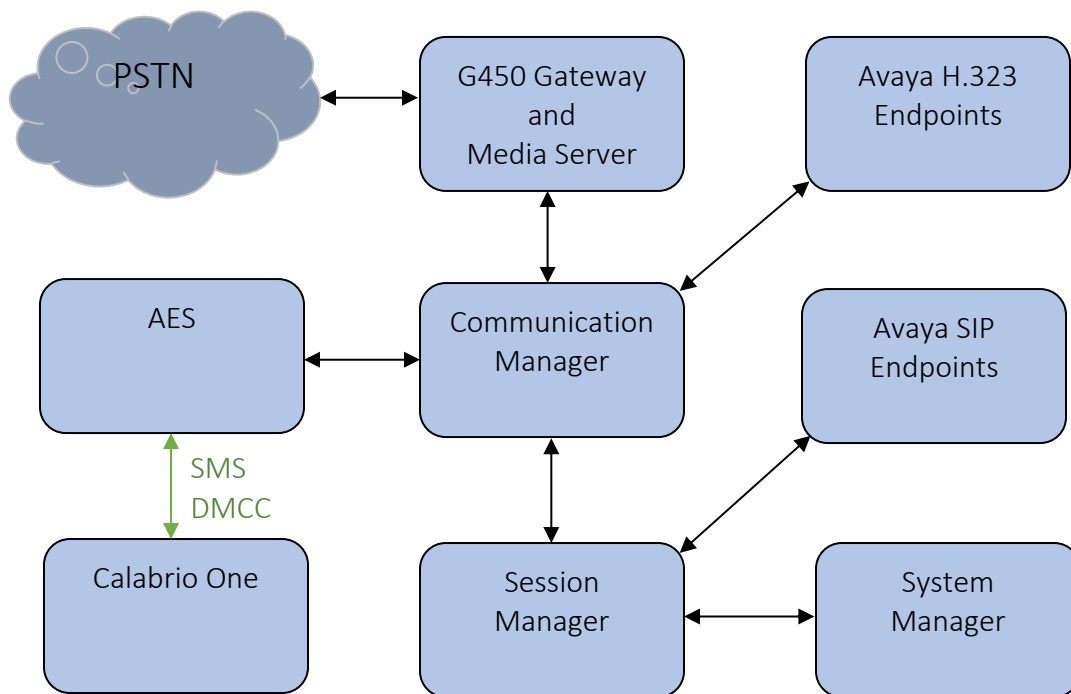 PSTN
G450 Gateway
and
Media Server
Avaya H.323
Endpoints
AES
Communication
Manager
Avaya SIP
Endpoints
SMS
DMCC
Calabrio One
Session
Manager
System
Manager